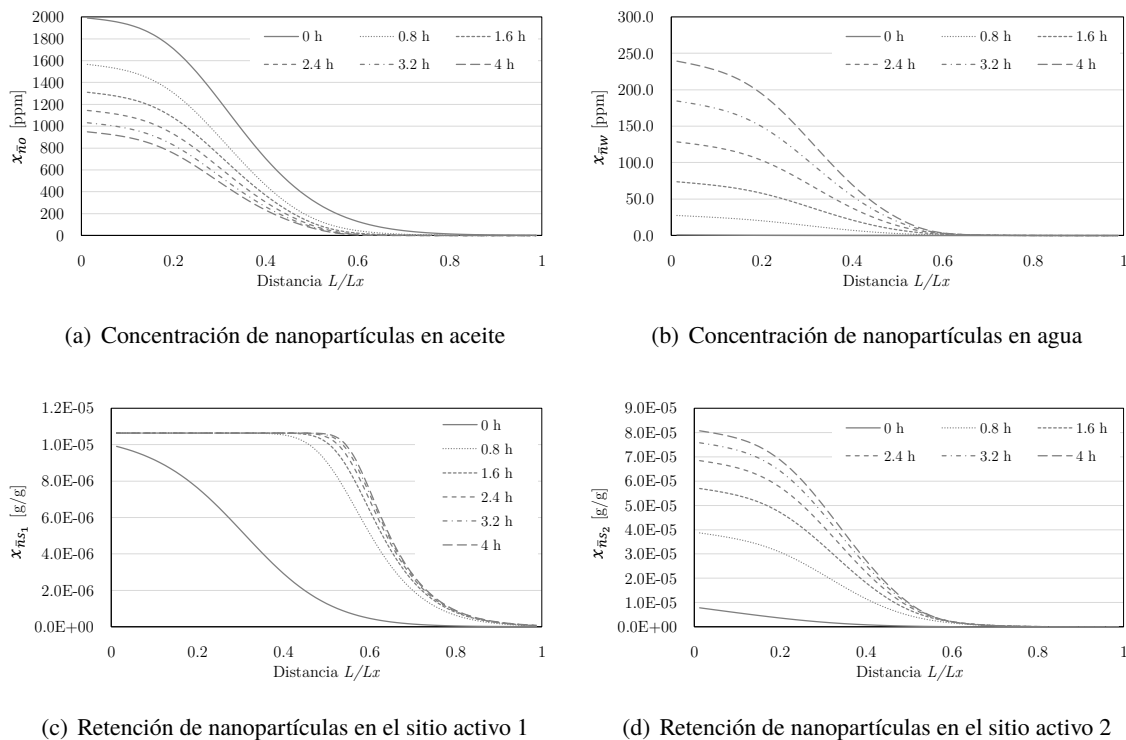 2000
1800
1600
1400
1200
1000
800
600
400
200
0
x_n̄o [ppm]
0 h 0.8 h 1.6 h
2.4 h 3.2 h 4 h
0 0.2 0.4 0.6 0.8 1
Distancia L/Lx
(a) Concentración de nanopartículas en aceite
300.0
250.0
200.0
150.0
100.0
50.0
0.0
x_n̄w [ppm]
0 h 0.8 h 1.6 h
2.4 h 3.2 h 4 h
0 0.2 0.4 0.6 0.8 1
Distancia L/Lx
(b) Concentración de nanopartículas en agua
1.2E-05
1.0E-05
8.0E-06
6.0E-06
4.0E-06
2.0E-06
0.0E+00
x_n̄s₁ [g/g]
0 h
0.8 h
1.6 h
2.4 h
3.2 h
4 h
0 0.2 0.4 0.6 0.8 1
Distancia L/Lx
(c) Retención de nanopartículas en el sitio activo 1
9.0E-05
8.0E-05
7.0E-05
6.0E-05
5.0E-05
4.0E-05
3.0E-05
2.0E-05
1.0E-05
0.0E+00
x_n̄s₂ [g/g]
0 h 0.8 h 1.6 h
2.4 h 3.2 h 4 h
0 0.2 0.4 0.6 0.8 1
Distancia L/Lx
(d) Retención de nanopartículas en el sitio activo 2